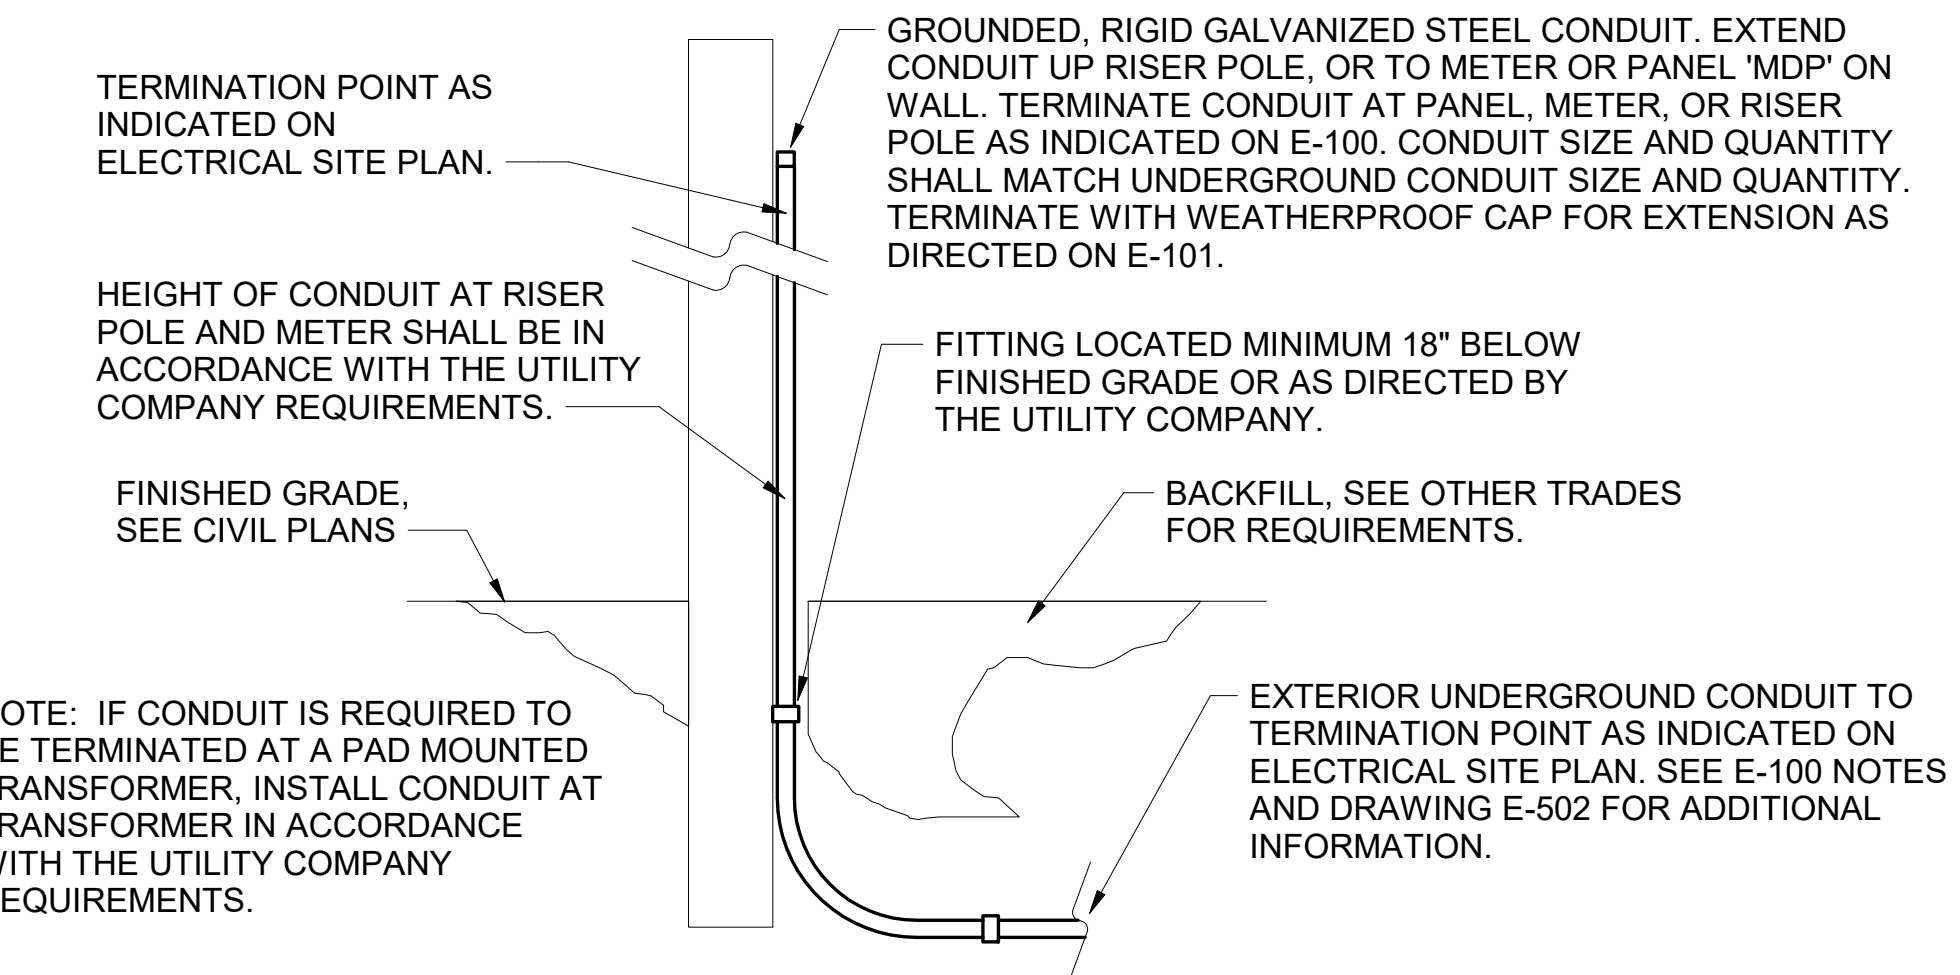 GROUNDED, RIGID GALVANIZED STEEL CONDUIT. EXTEND
CONDUIT UP RISER POLE, OR TO METER OR PANEL 'MDP' ON
WALL. TERMINATE CONDUIT AT PANEL, METER, OR RISER
POLE AS INDICATED ON E-100. CONDUIT SIZE AND QUANTITY
SHALL MATCH UNDERGROUND CONDUIT SIZE AND QUANTITY.
TERMINATE WITH WEATHERPROOF CAP FOR EXTENSION AS
DIRECTED ON E-101.
TERMINATION POINT AS
INDICATED ON
ELECTRICAL SITE PLAN.
HEIGHT OF CONDUIT AT RISER
POLE AND METER SHALL BE IN
ACCORDANCE WITH THE UTILITY
COMPANY REQUIREMENTS.
FITTING LOCATED MINIMUM 18" BELOW
FINISHED GRADE OR AS DIRECTED BY
THE UTILITY COMPANY.
FINISHED GRADE,
SEE CIVIL PLANS
BACKFILL, SEE OTHER TRADES
FOR REQUIREMENTS.
OTE: IF CONDUIT IS REQUIRED TO
E TERMINATED AT A PAD MOUNTED
RANSFORMER, INSTALL CONDUIT AT
RANSFORMER IN ACCORDANCE
WITH THE UTILITY COMPANY
EQUIREMENTS.
EXTERIOR UNDERGROUND CONDUIT TO
TERMINATION POINT AS INDICATED ON
ELECTRICAL SITE PLAN. SEE E-100 NOTES
AND DRAWING E-502 FOR ADDITIONAL
INFORMATION.